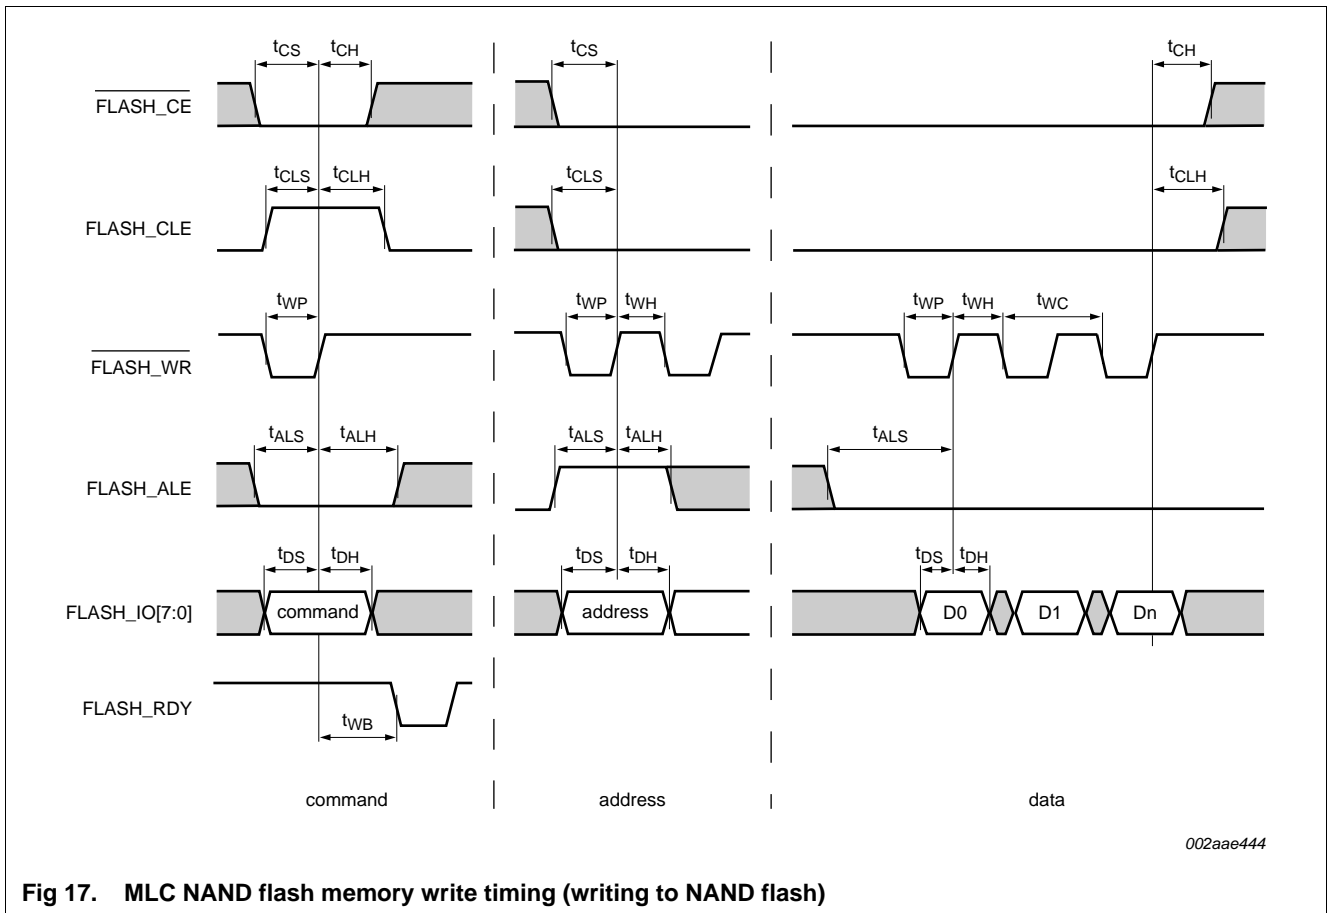 tCS tCH tCS tCH
FLASH_CE
tCLS tCLH tCLS tCLH
FLASH_CLE
tWP tWP tWH tWP tWH tWC
FLASH_WR
tALS tALH tALS tALH tALS
FLASH_ALE
tDS tDH tDS tDH tDS tDH
FLASH_IO[7:0] command address D0 D1 Dn
FLASH_RDY
tWB
command address data
002aae444
Fig 17. MLC NAND flash memory write timing (writing to NAND flash)